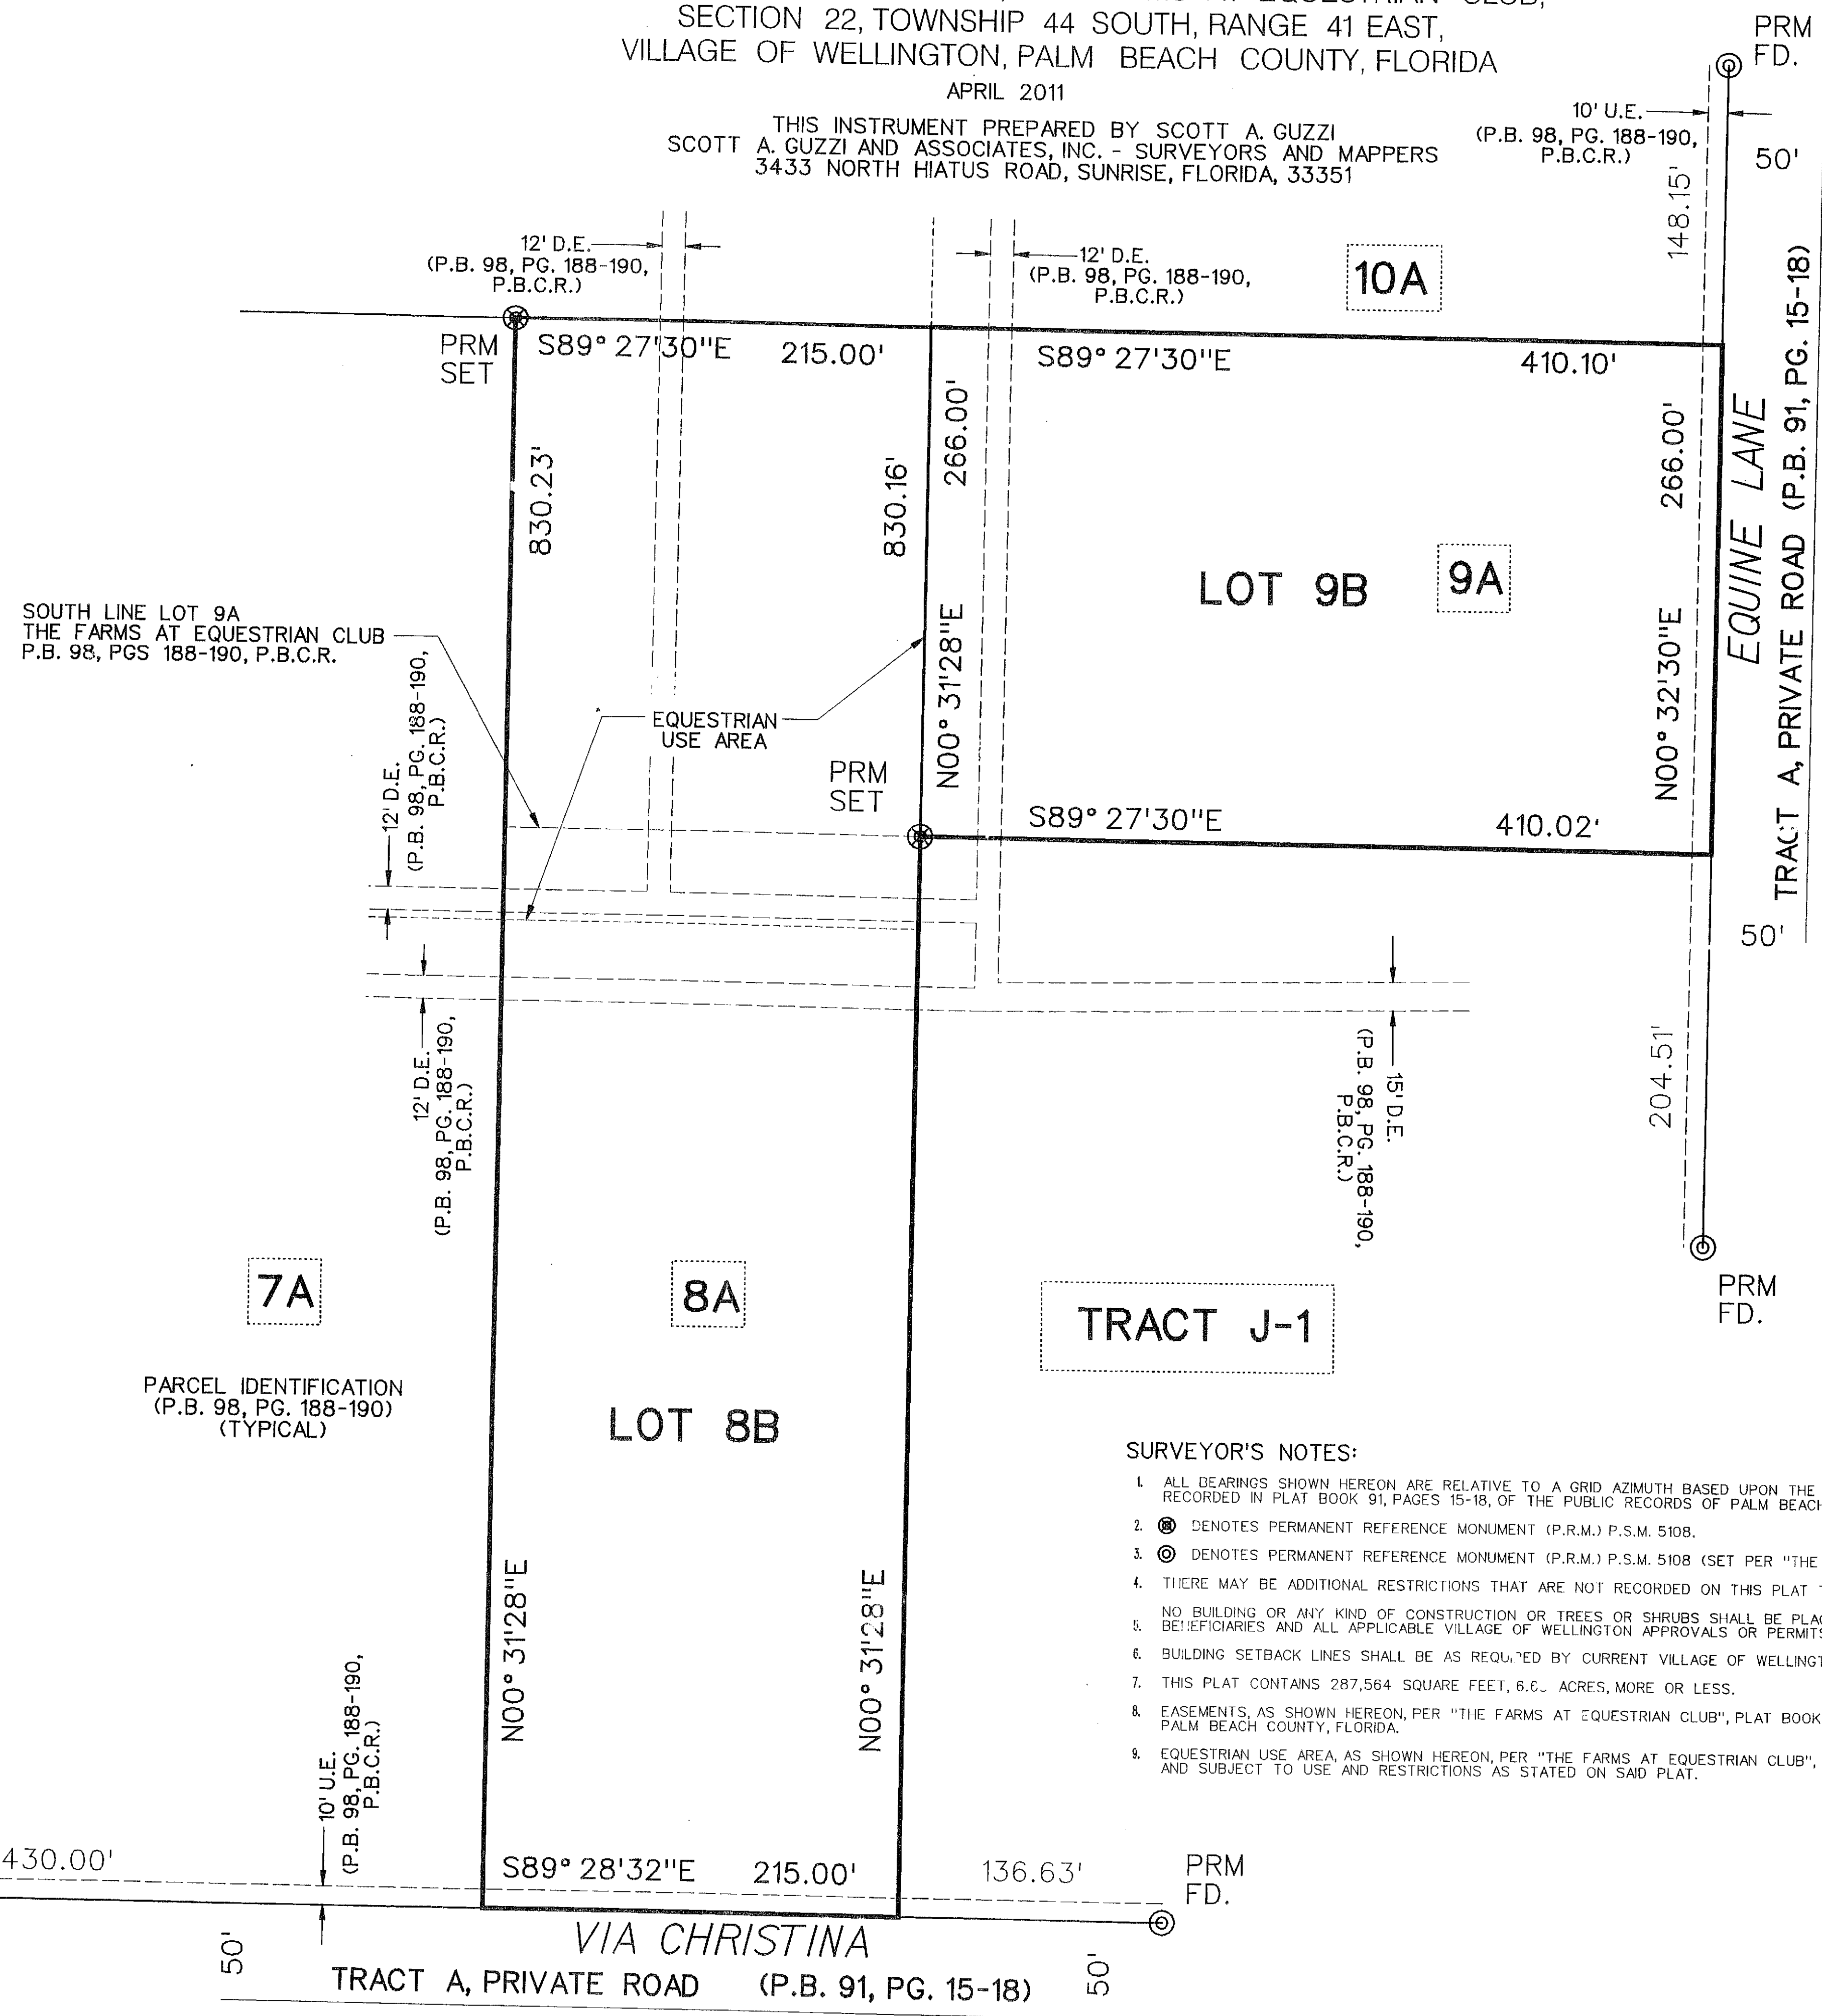 EQUESTRIAN CLUB,
SECTION 22, TOWNSHIP 44 SOUTH, RANGE 41 EAST,
VILLAGE OF WELLINGTON, PALM BEACH COUNTY, FLORIDA
APRIL 2011
THIS INSTRUMENT PREPARED BY SCOTT A. GUZZI
SCOTT A. GUZZI AND ASSOCIATES, INC. - SURVEYORS AND MAPPERS
3433 NORTH HIATUS ROAD, SUNRISE, FLORIDA, 33351
PRM
FD.
10' U.E.
(P.B. 98, PG. 188-190,
P.B.C.R.)
50'
148.15'
12' D.E.
(P.B. 98, PG. 188-190,
P.B.C.R.)
12' D.E.
(P.B. 98, PG. 188-190,
P.B.C.R.)
10A
PRM
SET
S89° 27'30"E 215.00'
S89° 27'30"E 410.10'
830.23'
830.16'
266.00'
N00° 31'28"E
LOT 9B
9A
266.00'
N00° 32'30"E
EQUINE LANE
TRACT A, PRIVATE ROAD (P.B. 91, PG. 15-18)
SOUTH LINE LOT 9A
THE FARMS AT EQUESTRIAN CLUB
P.B. 98, PGS 188-190, P.B.C.R.
EQUESTRIAN
USE AREA
PRM
SET
S89° 27'30"E 410.02'
12' D.E.
(P.B. 98, PG. 188-190,
P.B.C.R.)
50'
12' D.E.
(P.B. 98, PG. 188-190,
P.B.C.R.)
15' D.E.
(P.B. 98, PG. 188-190,
P.B.C.R.)
204.51'
PRM
FD.
7A
8A
TRACT J-1
PARCEL IDENTIFICATION
(P.B. 98, PG. 188-190)
(TYPICAL)
LOT 8B
N00° 31'28"E
N00° 31'28"E
SURVEYOR'S NOTES:
1. ALL BEARINGS SHOWN HEREON ARE RELATIVE TO A GRID AZIMUTH BASED UPON THE
RECORDED IN PLAT BOOK 91, PAGES 15-18, OF THE PUBLIC RECORDS OF PALM BEACH
2. DENOTES PERMANENT REFERENCE MONUMENT (P.R.M.) P.S.M. 5108.
3. DENOTES PERMANENT REFERENCE MONUMENT (P.R.M.) P.S.M. 5108 (SET PER "THE
4. THERE MAY BE ADDITIONAL RESTRICTIONS THAT ARE NOT RECORDED ON THIS PLAT
NO BUILDING OR ANY KIND OF CONSTRUCTION OR TREES OR SHRUBS SHALL BE
5. BENEFICIARIES AND ALL APPLICABLE VILLAGE OF WELLINGTON APPROVALS OR PERMITS
6. BUILDING SETBACK LINES SHALL BE AS REQUIRED BY CURRENT VILLAGE OF
7. THIS PLAT CONTAINS 287,564 SQUARE FEET, ACRES, MORE OR LESS.
8. EASEMENTS, AS SHOWN HEREON, PER "THE FARMS AT EQUESTRIAN CLUB", PLAT BOOK
PALM BEACH COUNTY, FLORIDA.
9. EQUESTRIAN USE AREA, AS SHOWN HEREON, PER "THE FARMS AT EQUESTRIAN CLUB",
AND SUBJECT TO USE AND RESTRICTIONS AS STATED ON SAID PLAT.
10' U.E.
(P.B. 98, PG. 188-190,
P.B.C.R.)
430.00'
S89° 28'32"E 215.00'
136.63'
PRM
FD.
VIA CHRISTINA
50'
TRACT A, PRIVATE ROAD (P.B. 91, PG. 15-18)
50'